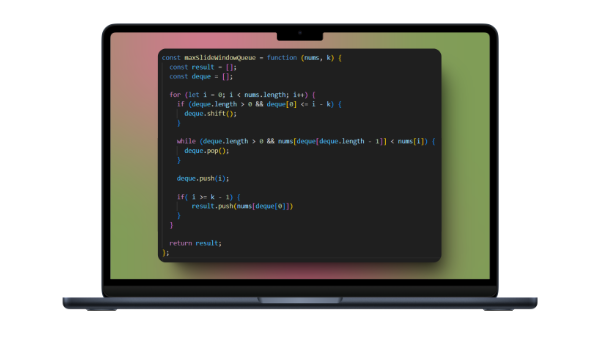 const maxSlideWindowQueue = function (nums, k) {
const result = [];
const deque = [];
for (let i = 0; i < nums.length; i++) {
if (deque.length > 0 && deque[0] <= i - k) {
deque.shift();
}
while (deque.length > 0 && nums[deque[deque.length - 1]] < nums[i]) {
deque.pop();
}
deque.push(i);
if( i >= k - 1) {
result.push(nums[deque[0]])
}
}
return result;
};